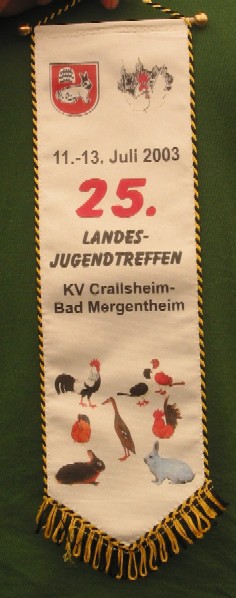 11.-13. Juli 2003
25.
LANDES-
JUGENDTREFFEN
KV Crailsheim-
Bad Mergentheim